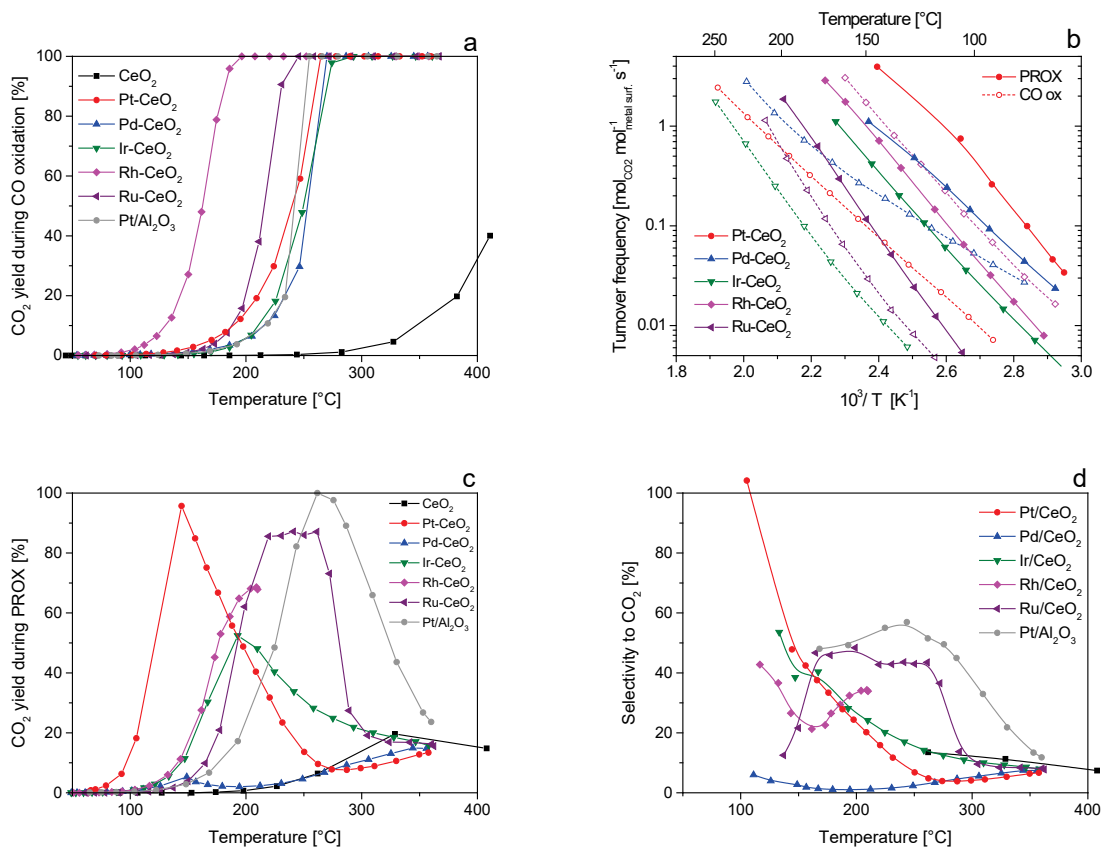 a
CO₂ yield during CO oxidation [%]
100
80
60
40
20
0
CeO₂
Pt-CeO₂
Pd-CeO₂
Ir-CeO₂
Rh-CeO₂
Ru-CeO₂
Pt/Al₂O₃
100 200 300 400
Temperature [°C]
Temperature [°C]
250 200 150 100
b
Turnover frequency [mol_CO2 mol⁻¹_metal surf. s⁻¹]
1
0.1
0.01
PROX
CO ox
Pt-CeO₂
Pd-CeO₂
Ir-CeO₂
Rh-CeO₂
Ru-CeO₂
1.8 2.0 2.2 2.4 2.6 2.8 3.0
10³/ T [K⁻¹]
c
CO₂ yield during PROX [%]
100
80
60
40
20
0
CeO₂
Pt-CeO₂
Pd-CeO₂
Ir-CeO₂
Rh-CeO₂
Ru-CeO₂
Pt/Al₂O₃
100 200 300 400
Temperature [°C]
d
Selectivity to CO₂ [%]
100
80
60
40
20
0
Pt/CeO₂
Pd/CeO₂
Ir/CeO₂
Rh/CeO₂
Ru/CeO₂
Pt/Al₂O₃
0 100 200 300 400
Temperature [°C]